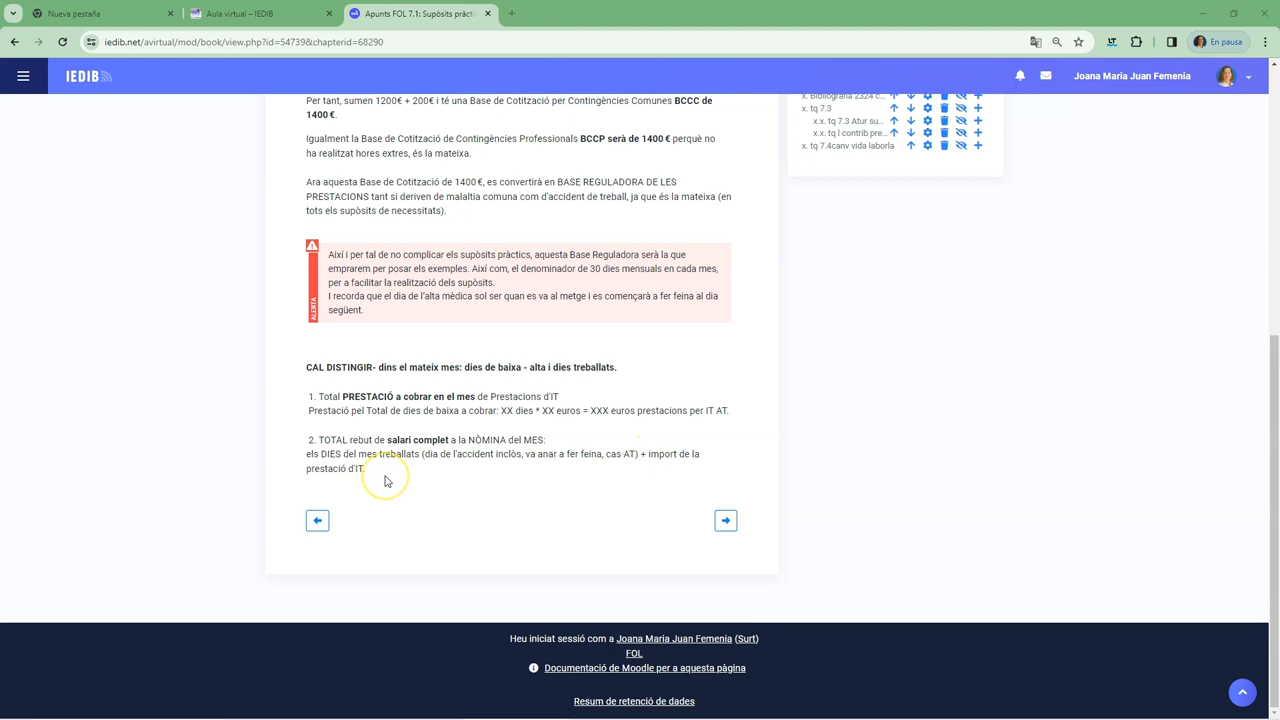 Nueva pestaña
Aula virtual – IEDIB
Apunts FOL 7.1: Supòsits pràcti
iedib.net/avirtual/mod/book/view.php?id=54739&chapterid=68290
En pausa
IEDIB
Joana Maria Juan Femenia
Per tant, sumen 1200€ + 200€ i té una Base de Cotització per Contingències Comunes BCCC de
1400 €.
Igualment la Base de Cotització de Contingències Professionals BCCP serà de 1400 € perquè no
ha realitzat hores extres, és la mateixa.
Ara aquesta Base de Cotització de 1400€, es convertirà en BASE REGULADORA DE LES
PRESTACIONS tant si deriven de malaltia comuna com d'accident de treball, ja que és la mateixa (en
tots els supòsits de necessitats).
ALERTA
Així i per tal de no complicar els supòsits pràctics, aquesta Base Reguladora serà la que
emprarem per posar els exemples. Així com, el denominador de 30 dies mensuals en cada mes,
per a facilitar la realització dels supòsits.
I recorda que el dia de l'alta mèdica sol ser quan es va al metge i es començarà a fer feina al dia
següent.
CAL DISTINGIR- dins el mateix mes: dies de baixa - alta i dies treballats.
1. Total PRESTACIÓ a cobrar en el mes de Prestacions d'IT
Prestació pel Total de dies de baixa a cobrar: XX dies * XX euros = XXX euros prestacions per IT AT.
2. TOTAL rebut de salari complet a la NÒMINA del MES:
els DIES del mes treballats (dia de l'accident inclòs, va anar a fer feina, cas AT) + import de la
prestació d'IT.
x. Bibliografia 2324 c...
x. tq 7.3
x.x. tq 7.3 Atur su...
x.x. tq I contrib pre...
x. tq 7.4canv vida laborla
Heu iniciat sessió com a Joana Maria Juan Femenia (Surt)
FOL
Documentació de Moodle per a aquesta pàgina
Resum de retenció de dades